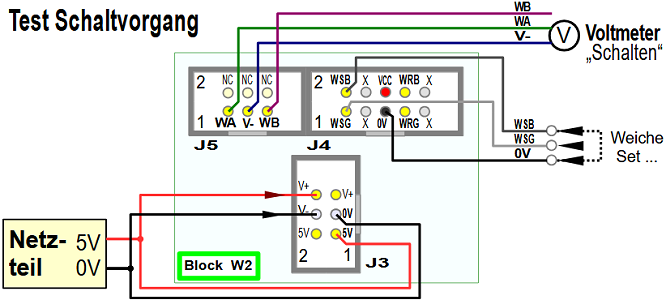 Test Schaltvorgang
WB
WA
V-
V
Voltmeter
„Schalten"
2 NC NC NC
1 WA V- WB
J5
2 WSB X VCC WRB X
1 WSG X 0V WRG X
J4
WSB
WSG
0V
Weiche
Set ...
V+ V+
V- 0V
5V 5V
2 1
J3
Netz-
teil
5V
0V
Block W2